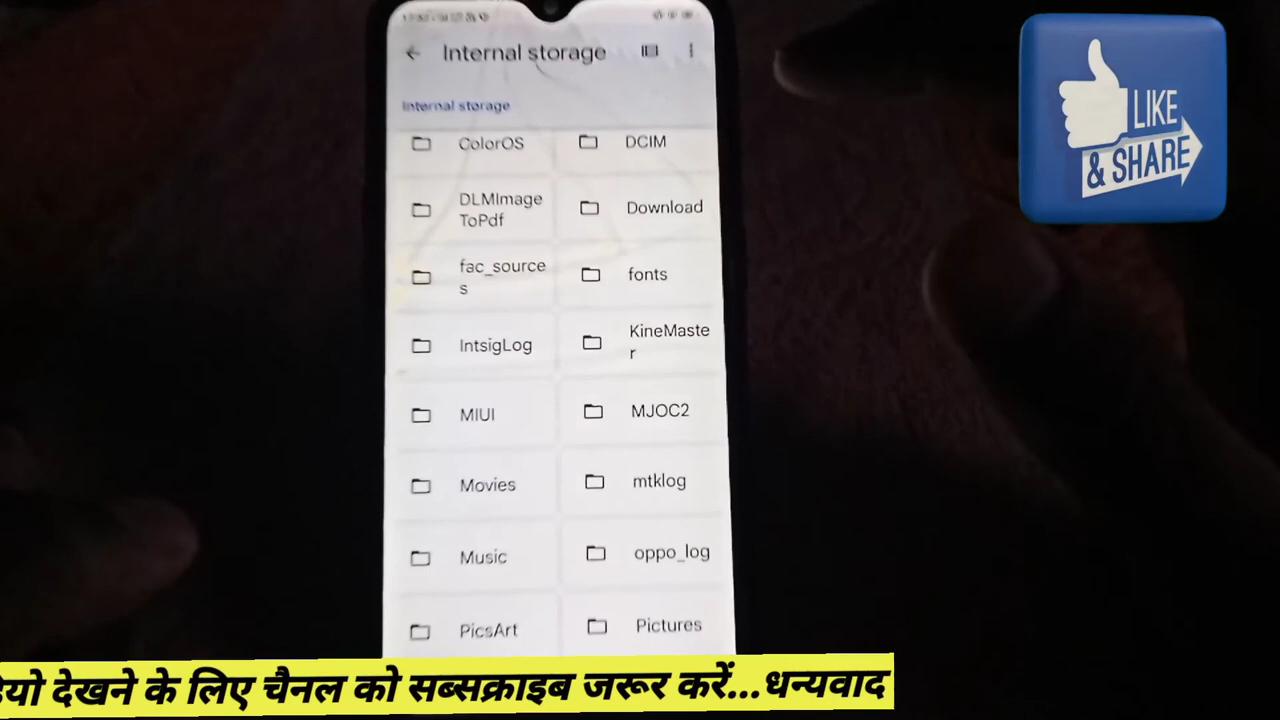 Internal storage
Internal storage
ColorOS
DCIM
DLMImage
ToPdf
Download
fac_source
s
fonts
IntsigLog
KineMaste
r
MIUI
MJOC2
Movies
mtklog
Music
oppo_log
PicsArt
Pictures
LIKE
& SHARE
देखने के लिए चैनल को सब्सक्राइब जरूर करें...धन्यवाद